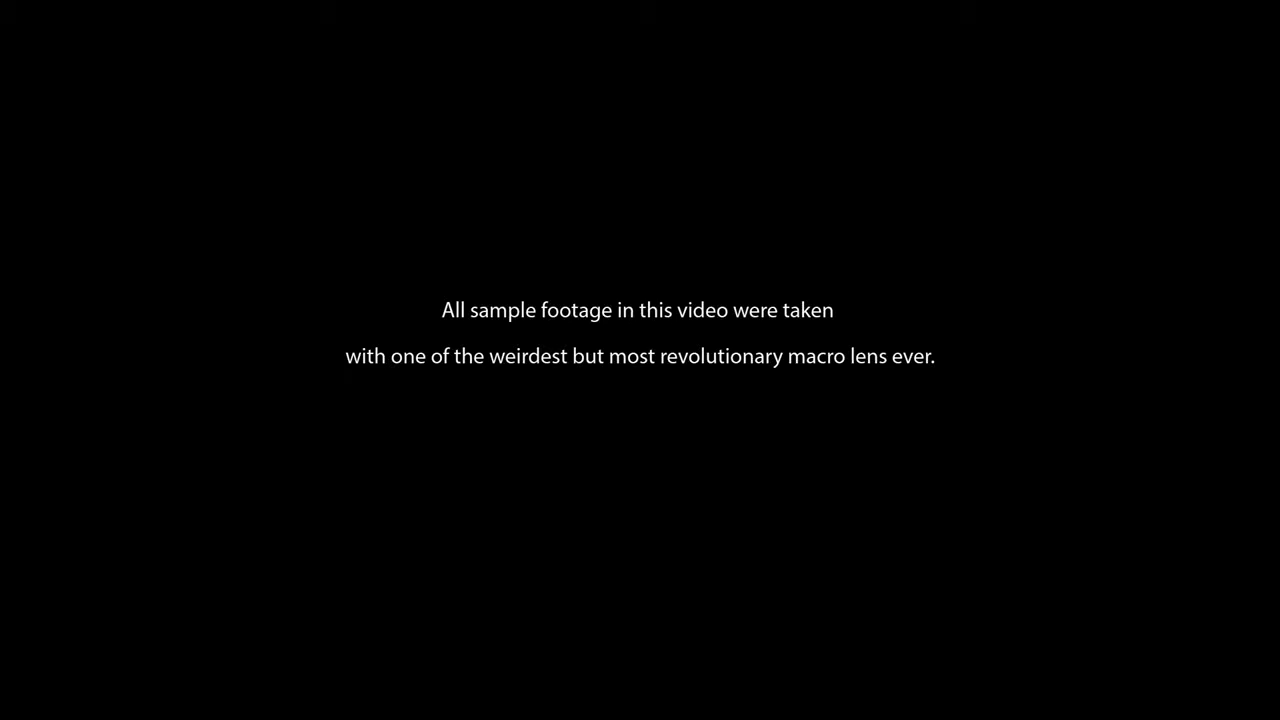 All sample footage in this video were taken
with one of the weirdest but most revolutionary macro lens ever.